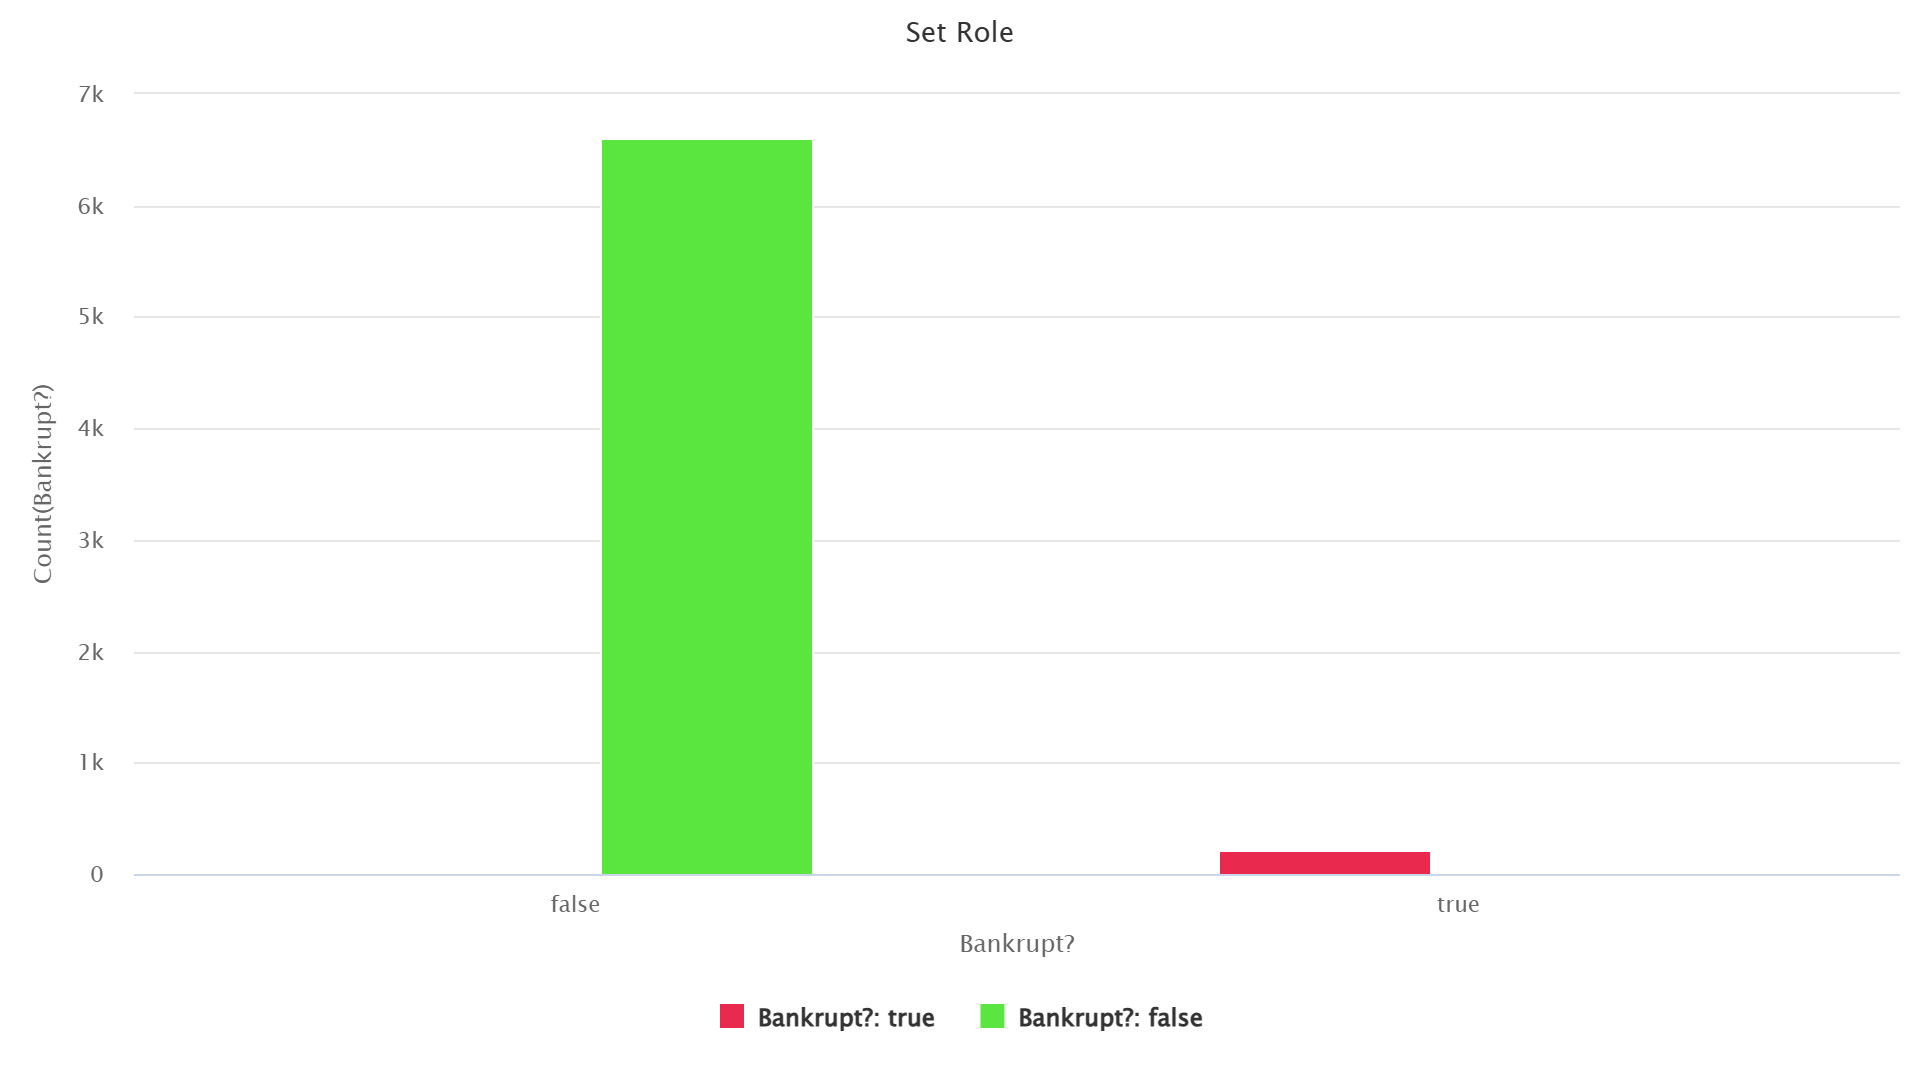 Set Role
7k
6k
5k
4k
3k
2k
1k
0
Count(Bankrupt?)
false
true
Bankrupt?
Bankrupt?: true
Bankrupt?: false